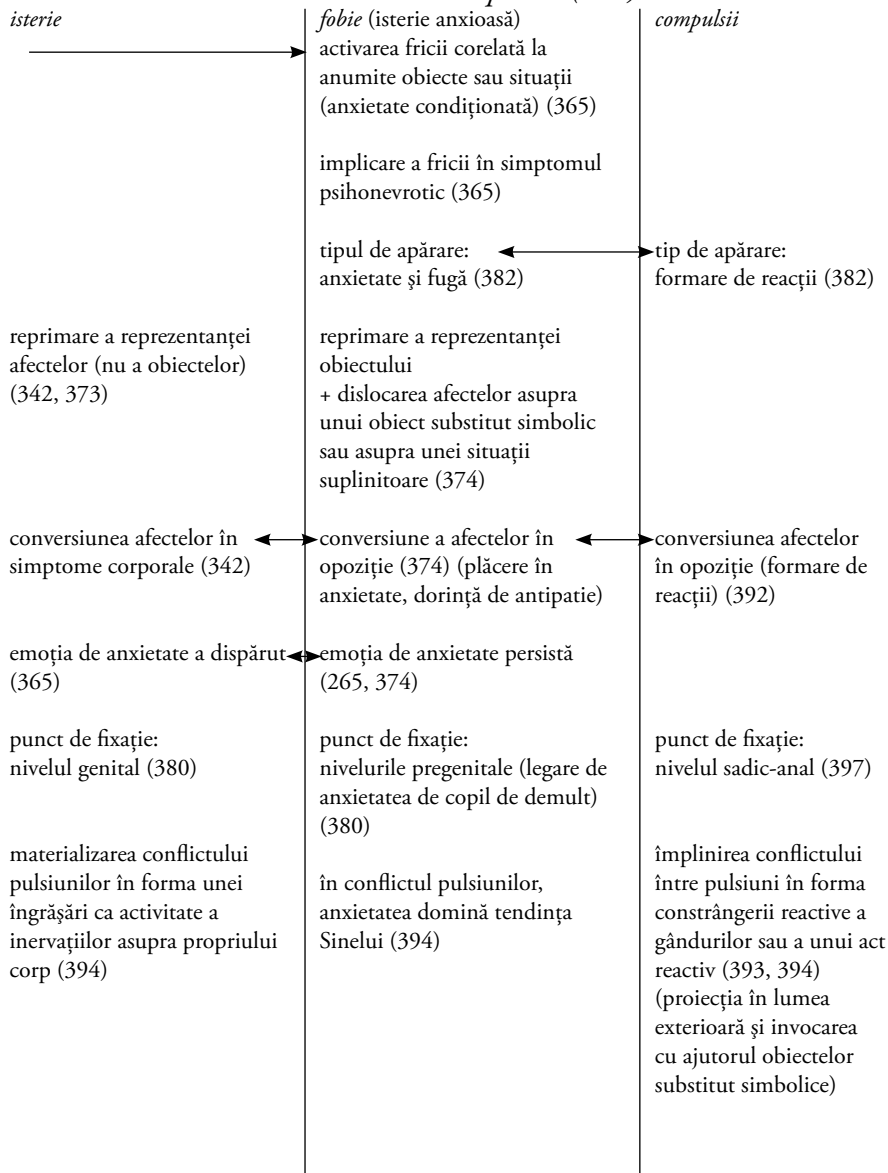 isterie
fobie (isterie anxioasă)
compulsii
activarea fricii corelată la
anumite obiecte sau situații
(anxietate condiționată) (365)
implicare a fricii în simptomul
psihonevrotic (365)
tipul de apărare:
anxietate şi fugă (382)
tip de apărare:
formare de reacții (382)
reprimare a reprezentanței
afectelor (nu a obiectelor)
(342, 373)
reprimare a reprezentanței
obiectului
+ dislocarea afectelor asupra
unui obiect substitut simbolic
sau asupra unei situații
suplinitoare (374)
conversiunea afectelor în
simptome corporale (342)
conversiune a afectelor în
opoziție (374) (plăcere în
anxietate, dorință de antipatie)
conversiunea afectelor
în opoziție (formare de
reacții) (392)
emoția de anxietate a dispărut
(365)
emoția de anxietate persistă
(265, 374)
punct de fixație:
nivelul genital (380)
punct de fixație:
nivelurile pregenitale (legare de
anxietatea de copil de demult)
(380)
punct de fixație:
nivelul sadic-anal (397)
materializarea conflictului
pulsiunilor în forma unei
îngrăşări ca activitate a
inervațiilor asupra propriului
corp (394)
în conflictul pulsiunilor,
anxietatea domină tendința
Sinelui (394)
împlinirea conflictului
între pulsiuni în forma
constrângerii reactive a
gândurilor sau a unui act
reactiv (393, 394)
(proiecția în lumea
exterioară şi invocarea
cu ajutorul obiectelor
substitut simbolice)